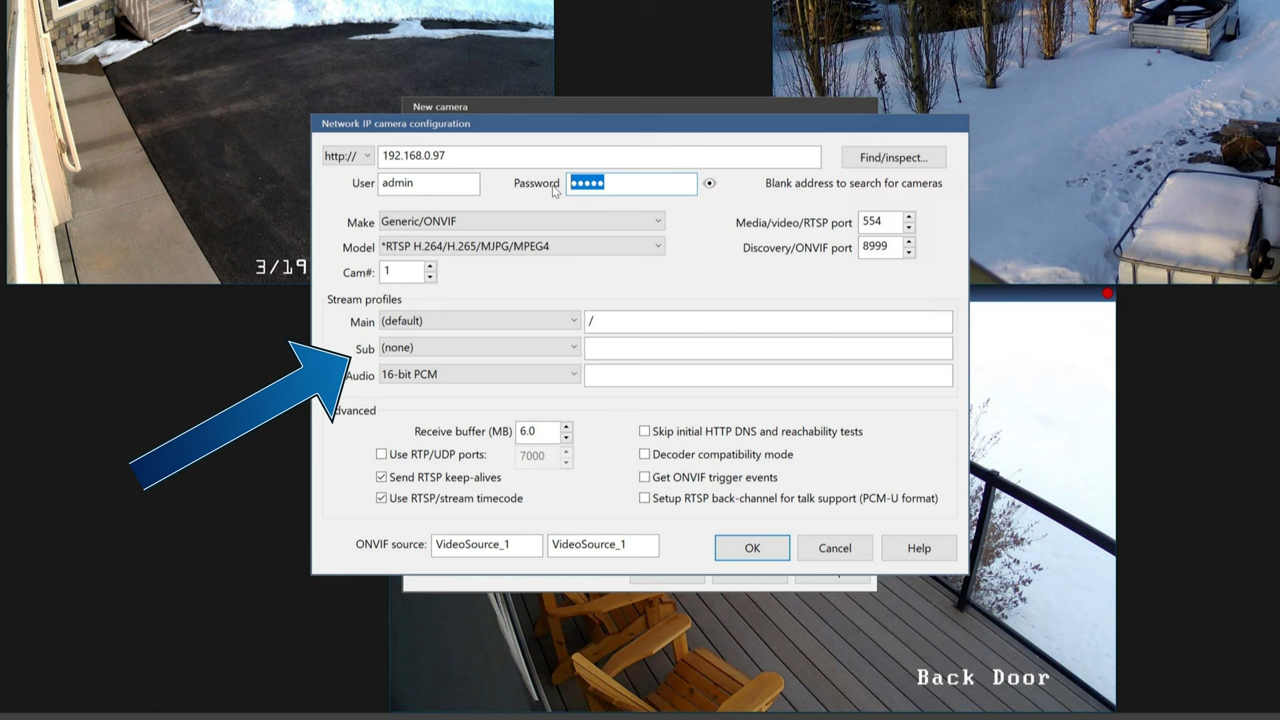 New camera
Network IP camera configuration
http:// 192.168.0.97 Find/inspect...
User admin Password ●●●●● Blank address to search for cameras
Make Generic/ONVIF Media/video/RTSP port 554
Model *RTSP H.264/H.265/MJPG/MPEG4 Discovery/ONVIF port 8999
Cam#: 1
3/19
Stream profiles
Main (default) /
Sub (none)
Audio 16-bit PCM
dvanced
Receive buffer (MB) 6.0 Skip initial HTTP DNS and reachability tests
Use RTP/UDP ports: 7000 Decoder compatibility mode
Send RTSP keep-alives Get ONVIF trigger events
Use RTSP/stream timecode Setup RTSP back-channel for talk support (PCM-U format)
ONVIF source: VideoSource_1 VideoSource_1 OK Cancel Help
Back Door